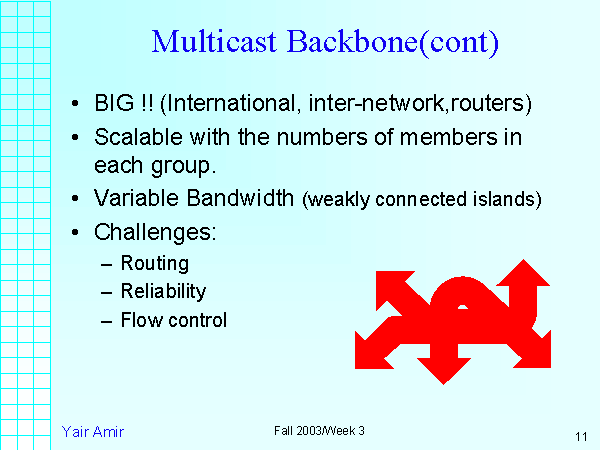 Multicast Backbone(cont)
• BIG !! (International, inter-network,routers)
• Scalable with the numbers of members in
each group.
• Variable Bandwidth (weakly connected islands)
• Challenges:
– Routing
– Reliability
– Flow control
Yair Amir
Fall 2003/Week 3
11